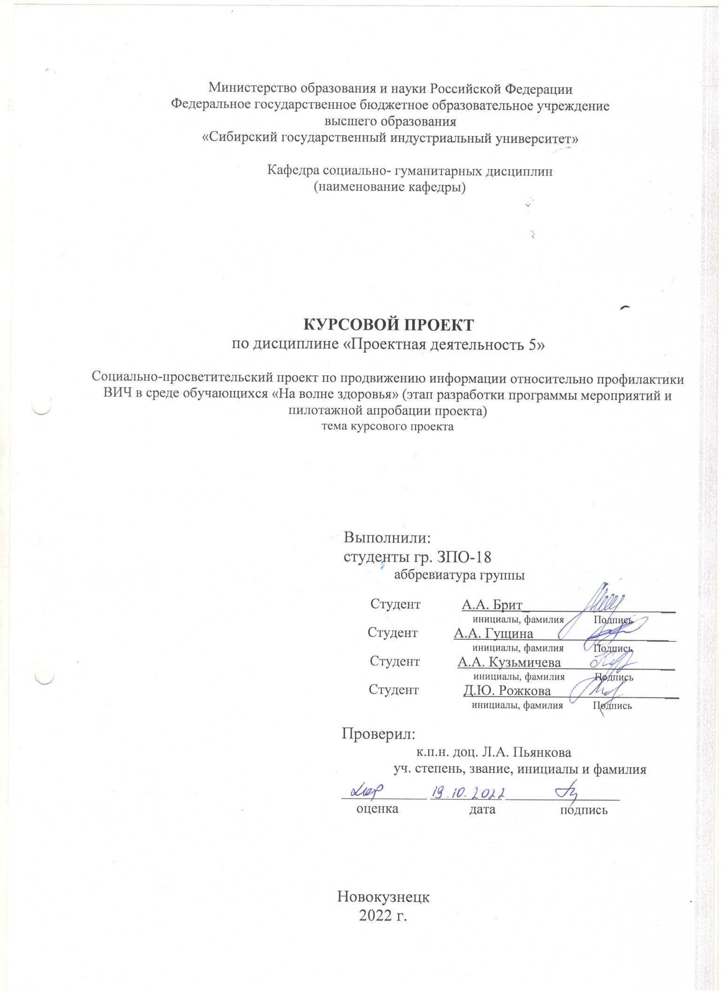 Министерство образования и науки Российской Федерации
Федеральное государственное бюджетное образовательное учреждение
высшего образования
«Сибирский государственный индустриальный университет»
Кафедра социально- гуманитарных дисциплин
(наименование кафедры)
КУРСОВОЙ ПРОЕКТ
по дисциплине «Проектная деятельность 5»
Социально-просветительский проект по продвижению информации относительно профилактики
ВИЧ в среде обучающихся «На волне здоровья» (этап разработки программы мероприятий и
пилотажной апробации проекта)
тема курсового проекта
Выполнили:
студенты гр. ЗПО-18
аббревиатура группы
Студент А.А. Брит
инициалы, фамилия Подпись
Студент А.А. Гущина
инициалы, фамилия Подпись
Студент А.А. Кузьмичева
инициалы, фамилия Подпись
Студент Д.Ю. Рожкова
инициалы, фамилия Подпись
Проверил:
к.п.н. доц. Л.А. Пьянкова
уч. степень, звание, инициалы и фамилия
19.10.2022
оценка дата подпись
Новокузнецк
2022 г.